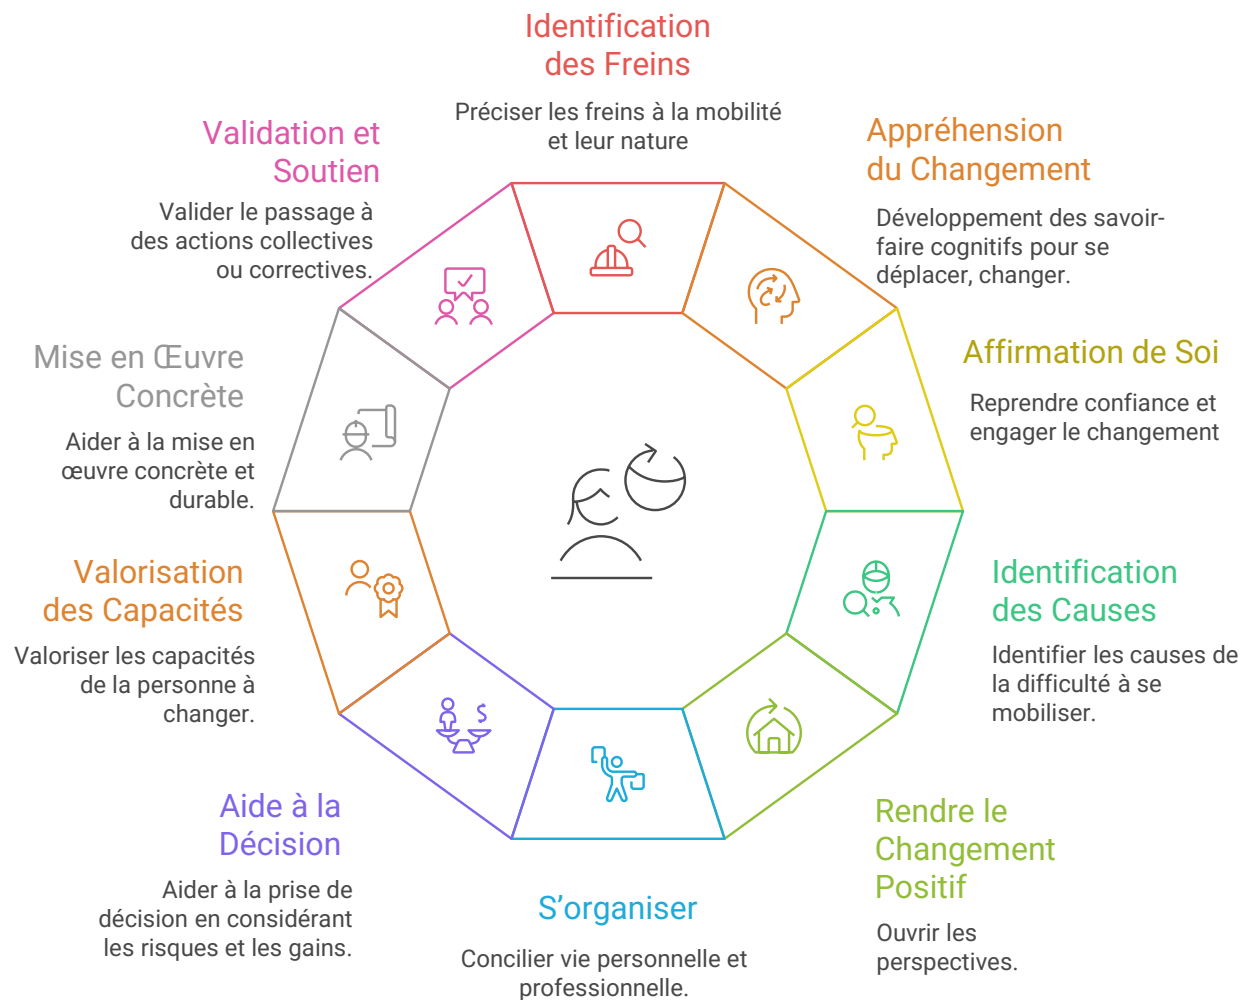 Identification
des Freins
Préciser les freins à la mobilité
et leur nature
Appréhension
du Changement
Développement des savoir-
faire cognitifs pour se
déplacer, changer.
Affirmation de Soi
Reprendre confiance et
engager le changement
Identification
des Causes
Identifier les causes de
la difficulté à se
mobiliser.
Rendre le
Changement
Positif
Ouvrir les
perspectives.
S’organiser
Concilier vie personnelle et
professionnelle.
Aide à la
Décision
Aider à la prise de
décision en considérant
les risques et les gains.
Valorisation
des Capacités
Valoriser les capacités
de la personne à
changer.
Mise en Œuvre
Concrète
Aider à la mise en
œuvre concrète et
durable.
Validation et
Soutien
Valider le passage à
des actions collectives
ou correctives.